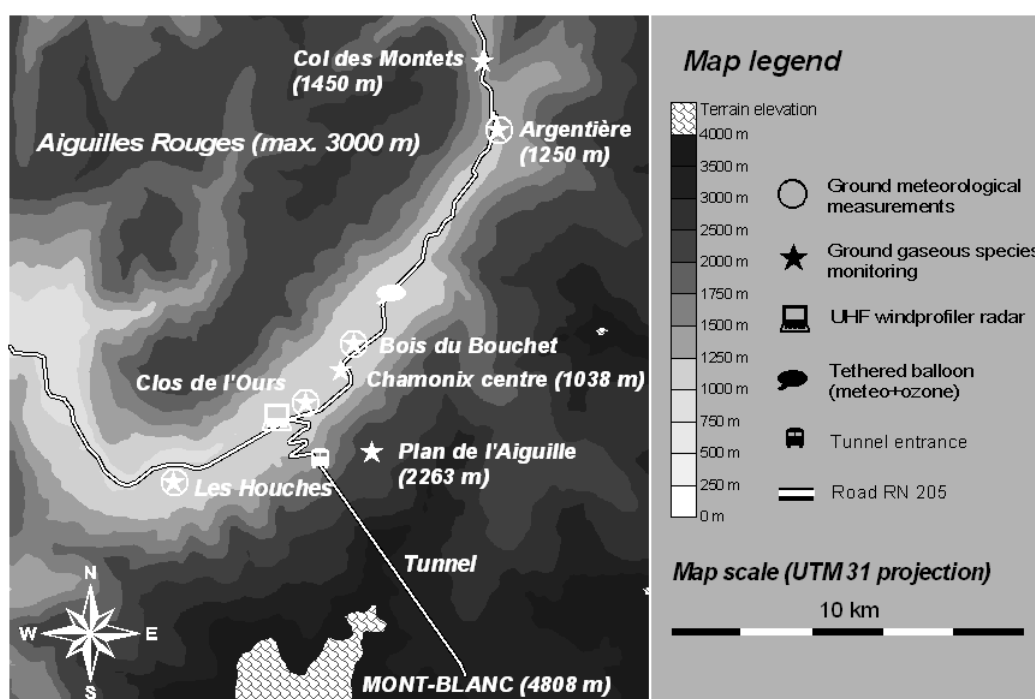 Col des Montets
(1450 m)
Aiguilles Rouges (max. 3000 m)
Argentière
(1250 m)
Bois du Bouchet
Clos de l'Ours
Chamonix centre (1038 m)
Plan de l'Aiguille
(2263 m)
Les Houches
Tunnel
N
W
E
S
MONT-BLANC (4808 m)
Map legend
Terrain elevation
4000 m
3500 m
3000 m
2500 m
2000 m
1750 m
1500 m
1250 m
1000 m
750 m
500 m
250 m
0 m
Ground meteorological
measurements
Ground gaseous species
monitoring
UHF windprofiler radar
Tethered balloon
(meteo+ozone)
Tunnel entrance
Road RN 205
Map scale (UTM 31 projection)
10 km